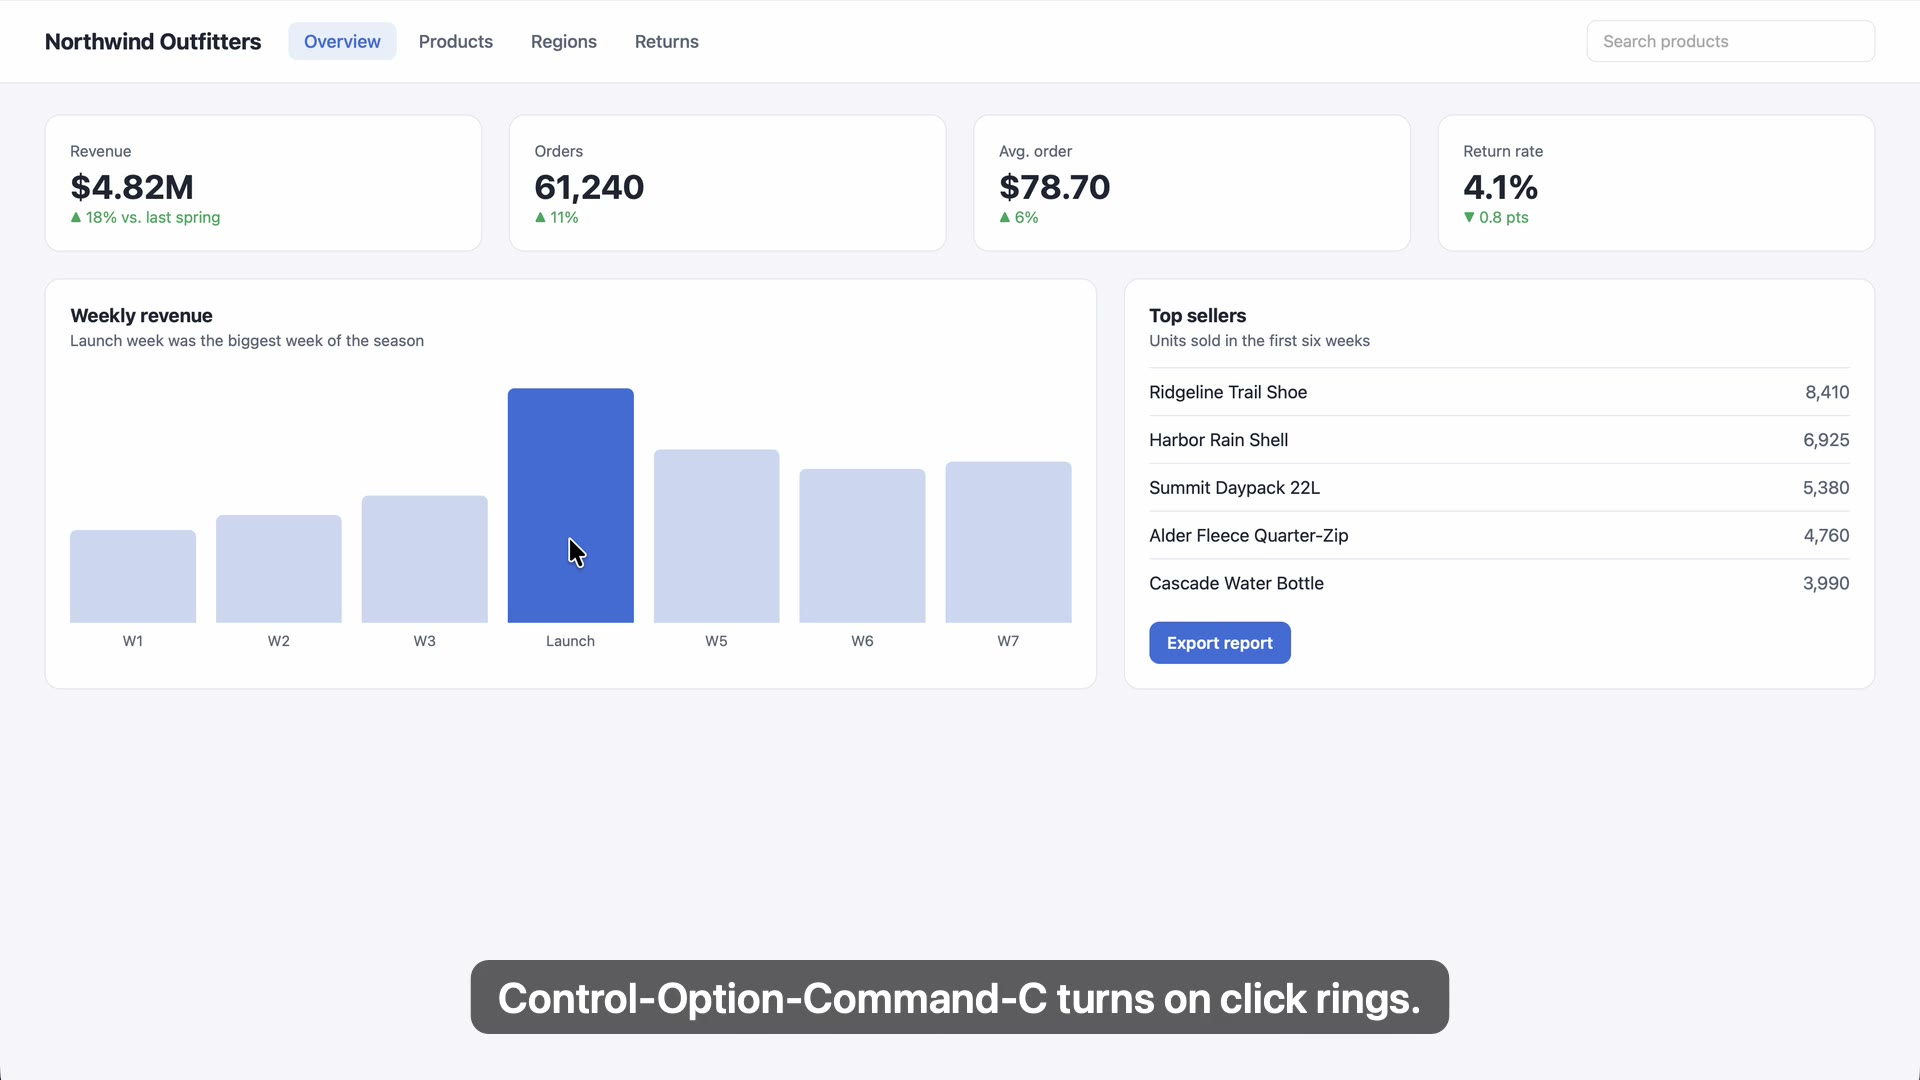 Northwind Outfitters
Overview
Products
Regions
Returns
Search products
Revenue
$4.82M
▲ 18% vs. last spring
Orders
61,240
▲ 11%
Avg. order
$78.70
▲ 6%
Return rate
4.1%
▼ 0.8 pts
Weekly revenue
Launch week was the biggest week of the season
W1
W2
W3
Launch
W5
W6
W7
Top sellers
Units sold in the first six weeks
Ridgeline Trail Shoe 8,410
Harbor Rain Shell 6,925
Summit Daypack 22L 5,380
Alder Fleece Quarter-Zip 4,760
Cascade Water Bottle 3,990
Export report
Control-Option-Command-C turns on click rings.